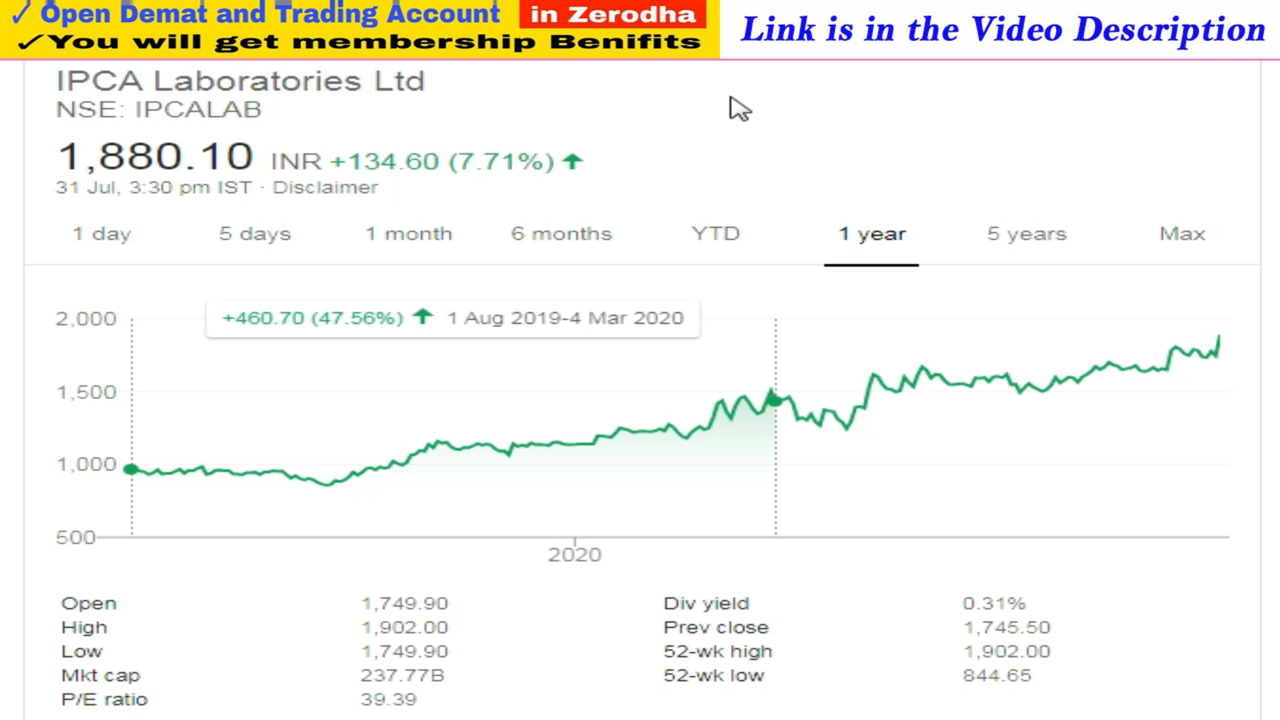 ✓ Open Demat and Trading Account in Zerodha
✓You will get membership Benifits
Link is in the Video Description
IPCA Laboratories Ltd
NSE: IPCALAB
1,880.10 INR +134.60 (7.71%) ↑
31 Jul, 3:30 pm IST · Disclaimer
1 day 5 days 1 month 6 months YTD 1 year 5 years Max
+460.70 (47.56%) ↑ 1 Aug 2019-4 Mar 2020
2,000
1,500
1,000
500
2020
Open 1,749.90 Div yield 0.31%
High 1,902.00 Prev close 1,745.50
Low 1,749.90 52-wk high 1,902.00
Mkt cap 237.77B 52-wk low 844.65
P/E ratio 39.39